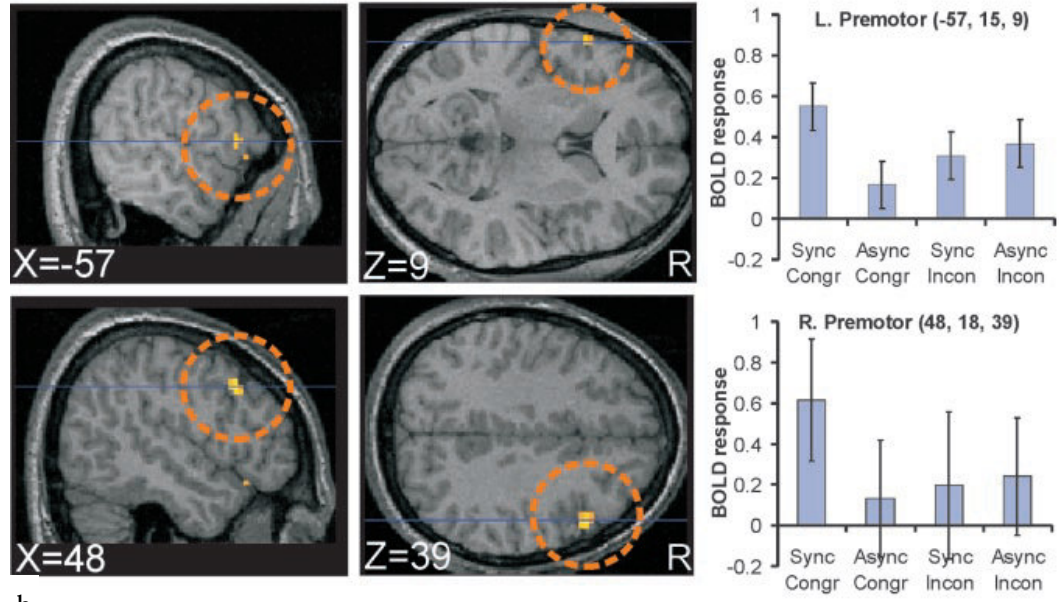 X=-57
Z=9
R
L. Premotor (-57, 15, 9)
BOLD response
1
0.8
0.6
0.4
0.2
0
-0.2
Sync Async Sync Async
Congr Congr Incon Incon
X=48
Z=39
R
R. Premotor (48, 18, 39)
BOLD response
1
0.8
0.6
0.4
0.2
0
-0.2
Sync Async Sync Async
Congr Congr Incon Incon